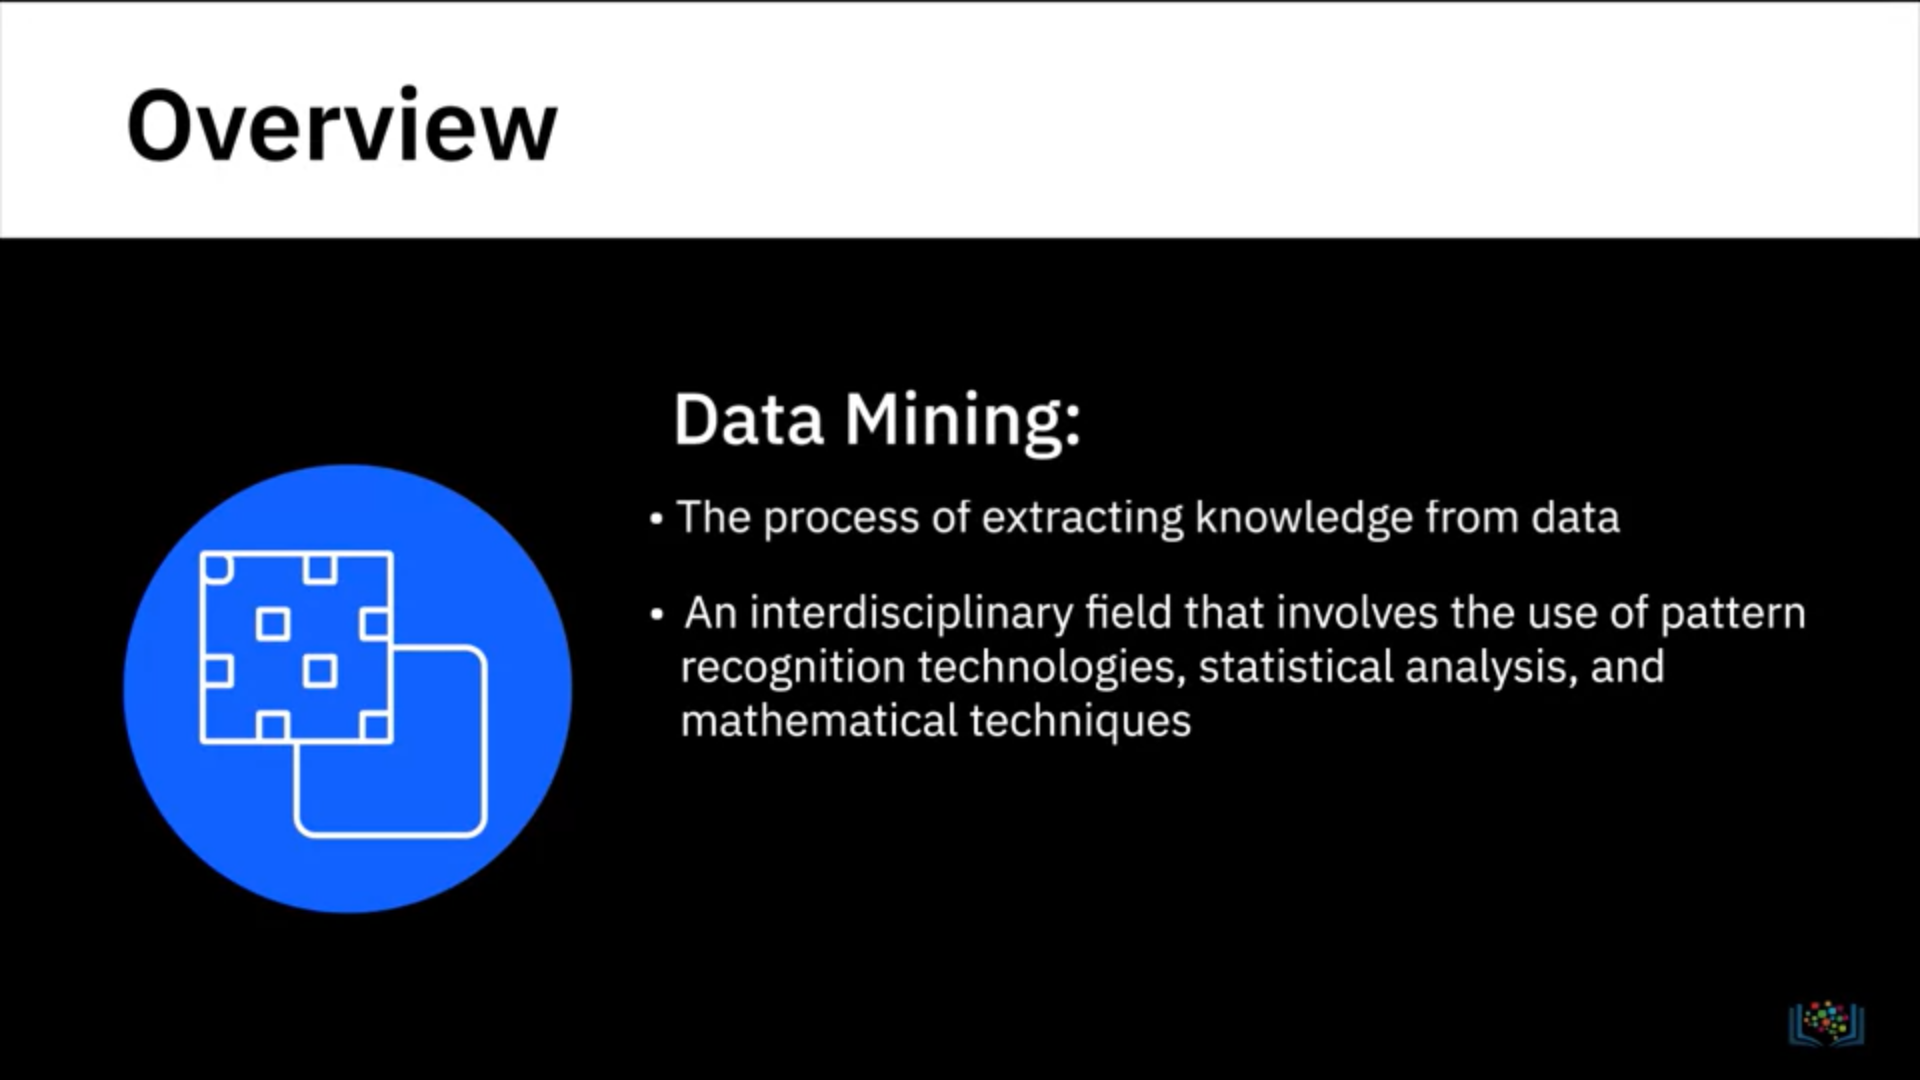 Overview
Data Mining:
• The process of extracting knowledge from data
• An interdisciplinary field that involves the use of pattern
recognition technologies, statistical analysis, and
mathematical techniques